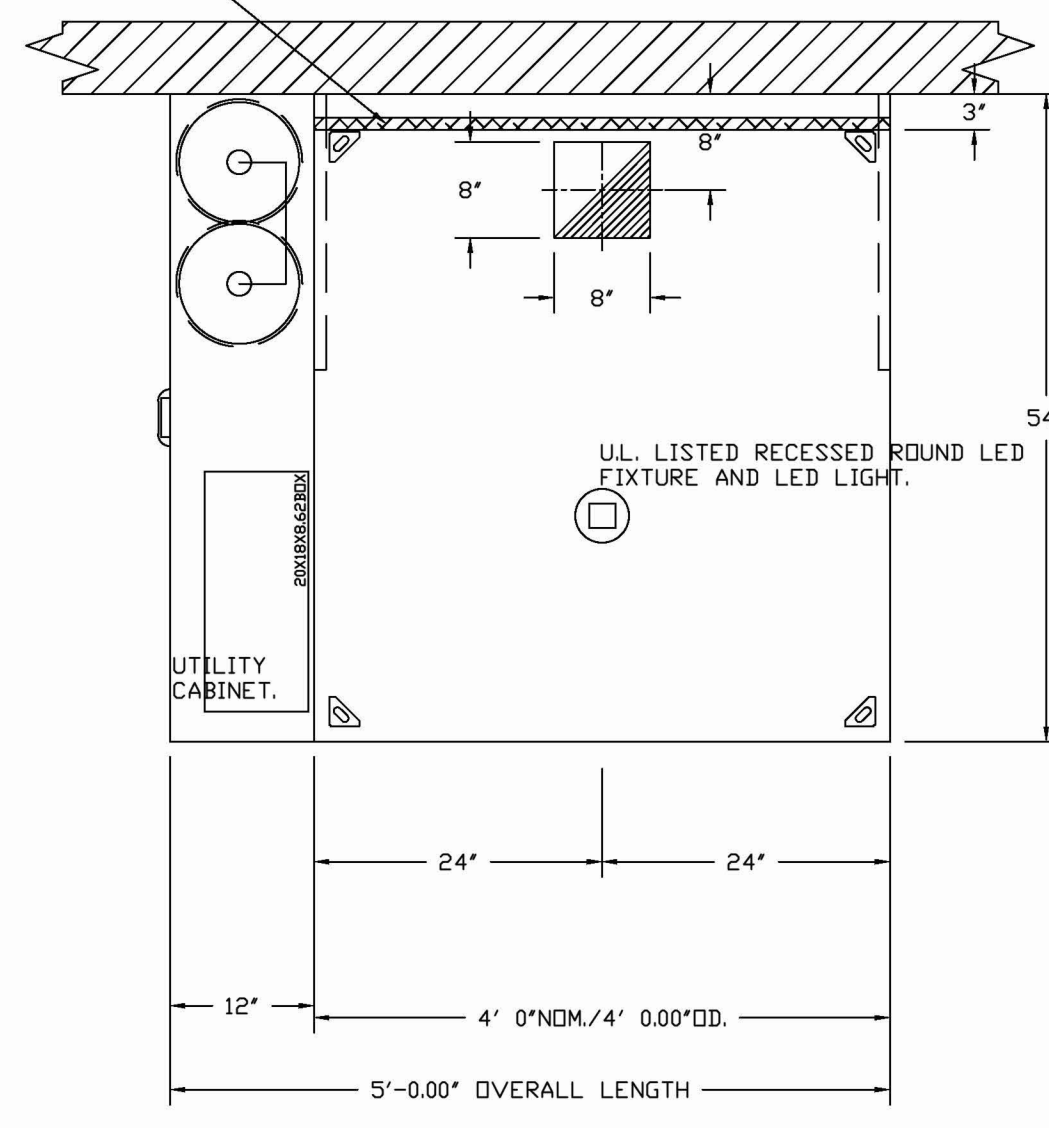 3"
8"
8"
8"
54
U.L. LISTED RECESSED ROUND LED
FIXTURE AND LED LIGHT.
20X18X8.62BOX
UTILITY
CABINET.
24" 24"
12"
4' 0"NOM./4' 0.00"OD.
5'-0.00" OVERALL LENGTH